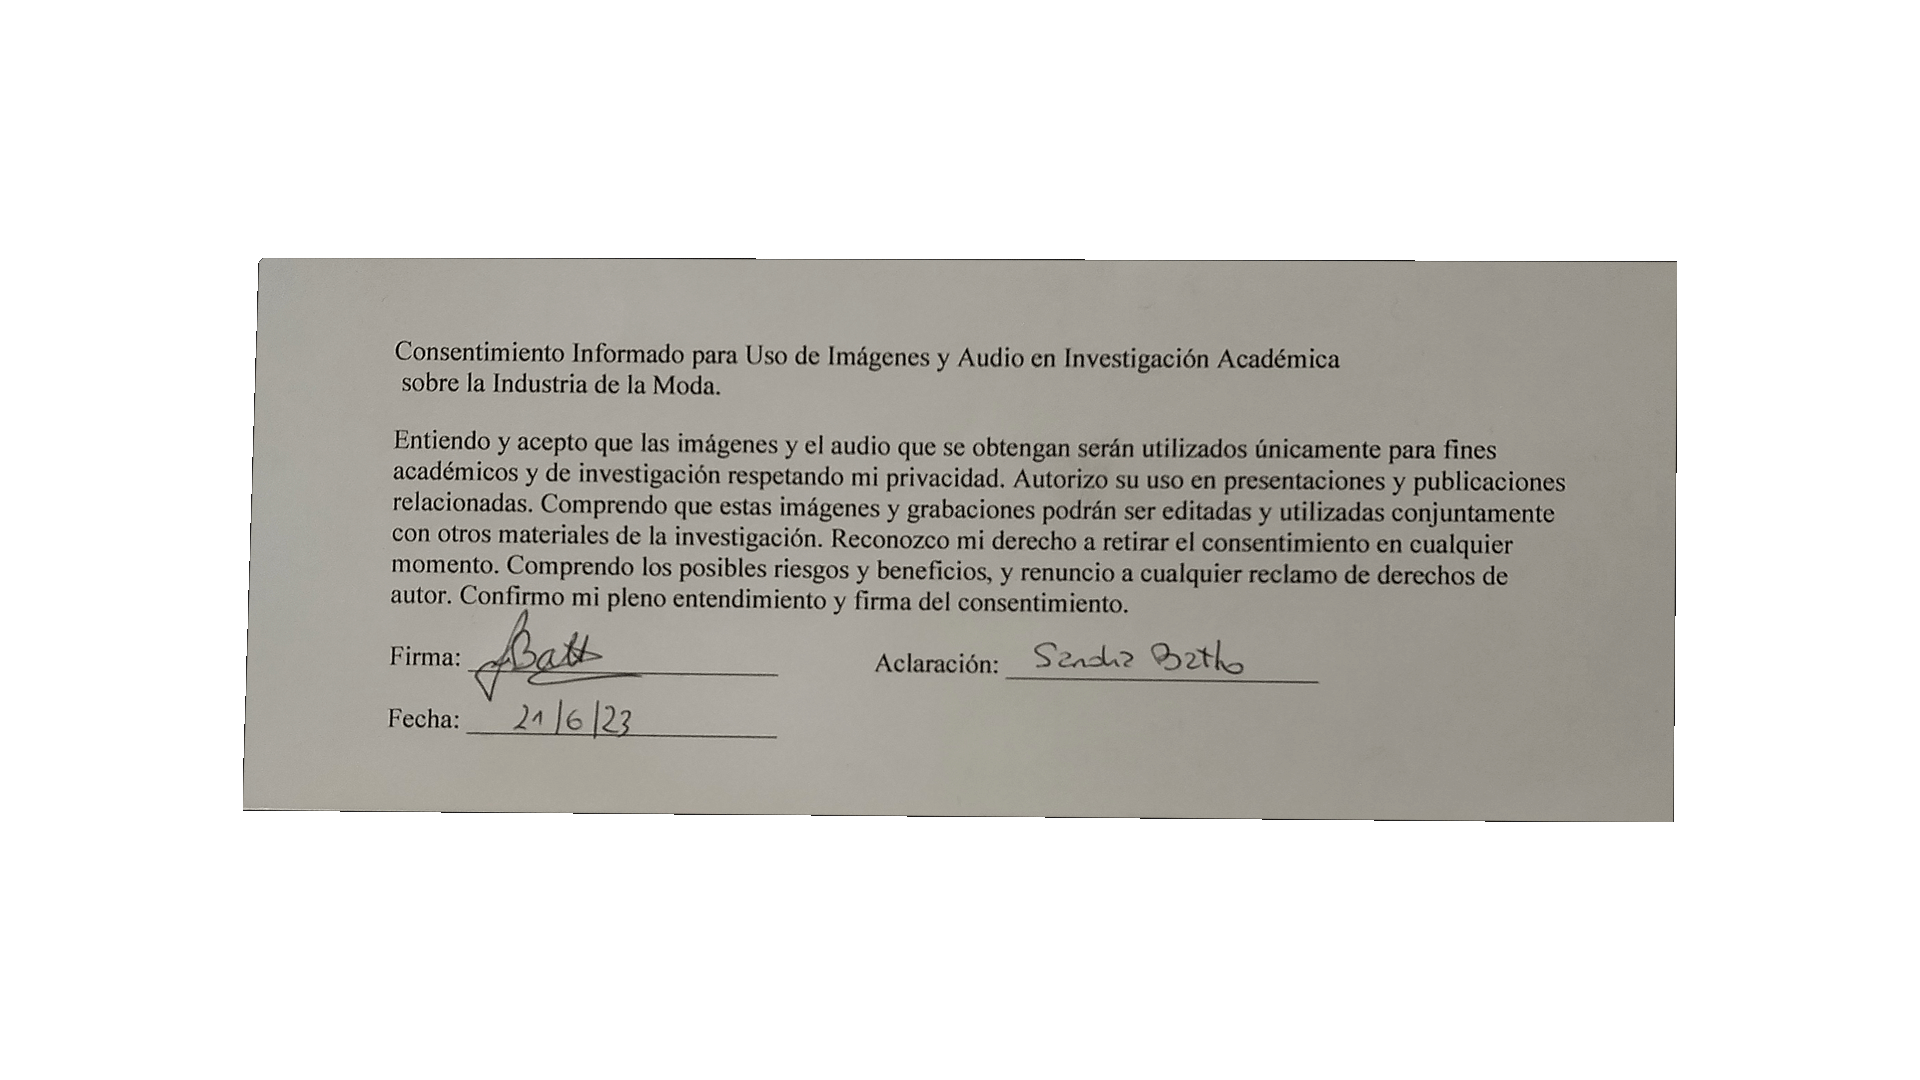 Consentimiento Informado para Uso de Imágenes y Audio en Investigación Académica
sobre la Industria de la Moda.
Entiendo y acepto que las imágenes y el audio que se obtengan serán utilizados únicamente para fines
académicos y de investigación respetando mi privacidad. Autorizo su uso en presentaciones y publicaciones
relacionadas. Comprendo que estas imágenes y grabaciones podrán ser editadas y utilizadas conjuntamente
con otros materiales de la investigación. Reconozco mi derecho a retirar el consentimiento en cualquier
momento. Comprendo los posibles riesgos y beneficios, y renuncio a cualquier reclamo de derechos de
autor. Confirmo mi pleno entendimiento y firma del consentimiento.
Firma: Aclaración: Sandra
Fecha: 21/6/23